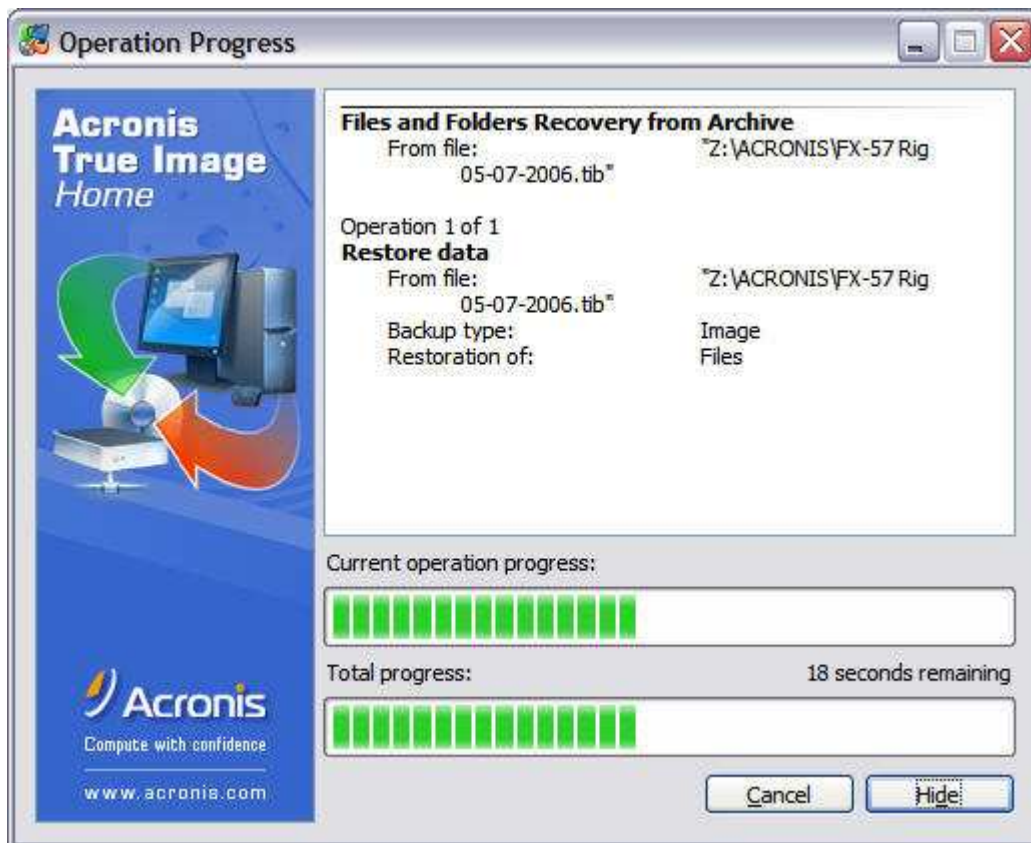 Operation Progress
Acronis
True Image
Home
Files and Folders Recovery from Archive
From file: "Z:\ACRONIS\FX-57 Rig
05-07-2006.tib"
Operation 1 of 1
Restore data
From file: "Z:\ACRONIS\FX-57 Rig
05-07-2006.tib"
Backup type: Image
Restoration of: Files
Current operation progress:
Total progress: 18 seconds remaining
Acronis
Compute with confidence
www.acronis.com
Cancel Hide